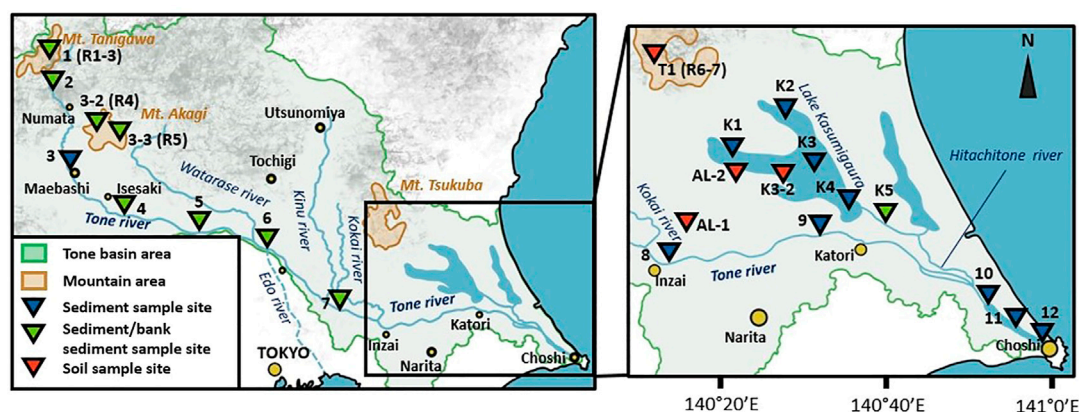 Mt. Tanigawa
1 (R1-3)
2
3-2 (R4)
Numata
Mt. Akagi
3-3 (R5)
Utsunomiya
3
Maebashi
Isesaki
4
Tochigi
Watarase river
Tone river
5
6
Kinu river
Kokai river
Mt. Tsukuba
Edo river
7
Tone river
Inzai
Katori
Narita
TOKYO
Choshi
Tone basin area
Mountain area
Sediment sample site
Sediment/bank
sediment sample site
Soil sample site
T1 (R6-7)
N
K2
Lake Kasumigaura
K1
K3
Hitachitone river
AL-2
K3-2
K4
K5
Kokai river
AL-1
9
8
Katori
Inzai
Tone river
10
Narita
11
12
Choshi
140°20′
140°40′
141°0′E